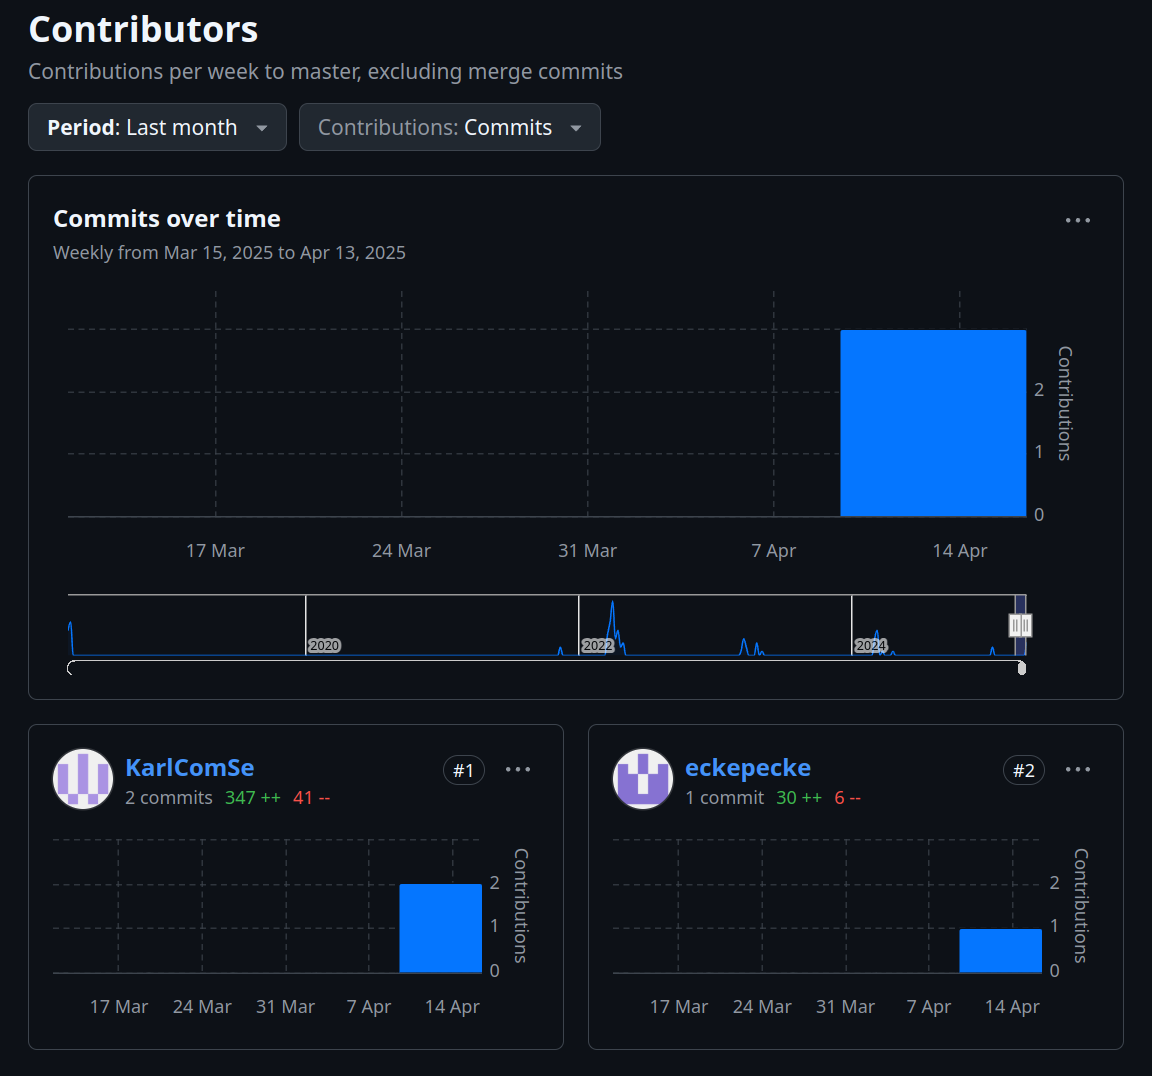 Contributors
Contributions per week to master, excluding merge commits
Period: Last month
Contributions: Commits
Commits over time
Weekly from Mar 15, 2025 to Apr 13, 2025
2
1
0
Contributions
17 Mar 24 Mar 31 Mar 7 Apr 14 Apr
2020 2022 2024
KarlComSe #1
2 commits 347 ++ 41 --
2
1
0
Contributions
17 Mar 24 Mar 31 Mar 7 Apr 14 Apr
eckepecke #2
1 commit 30 ++ 6 --
2
1
0
Contributions
17 Mar 24 Mar 31 Mar 7 Apr 14 Apr